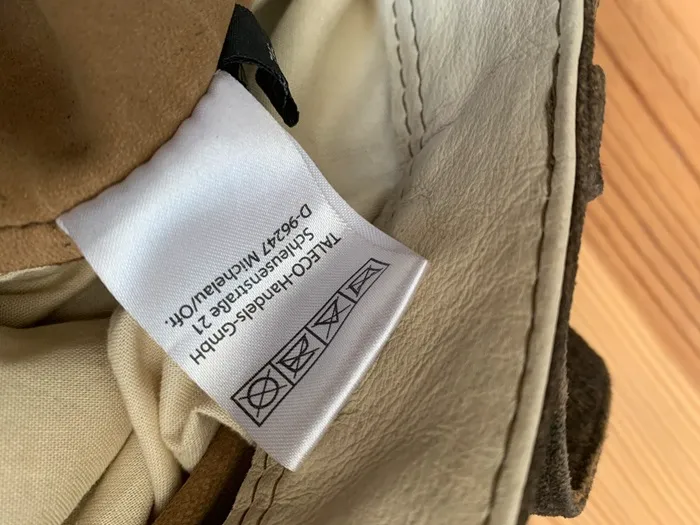 TALECO-Handels-GmbH
Schleusenstraße 21
D-96247 Michelau/Ofr.